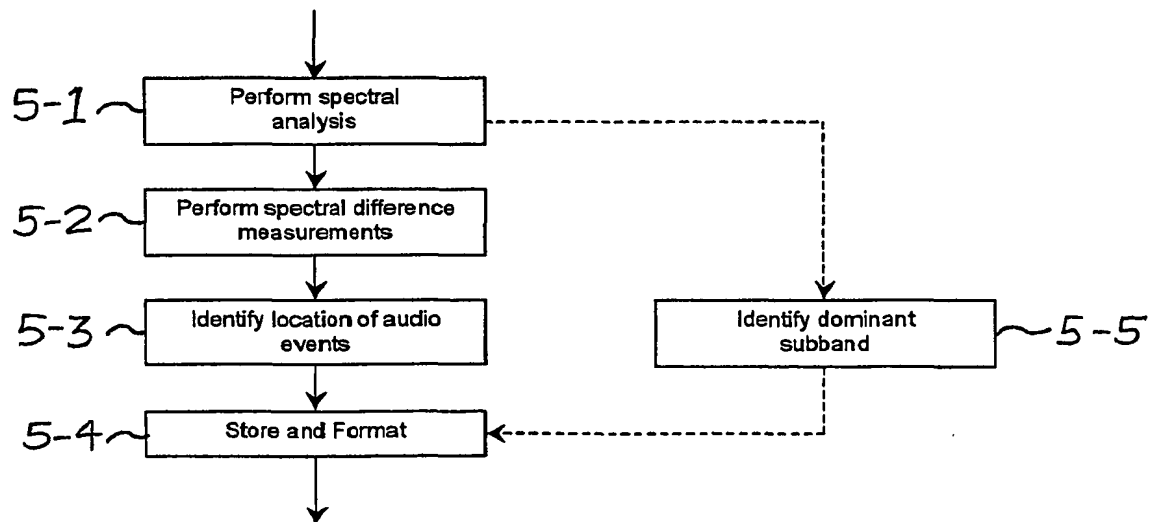 5-1
Perform spectral
analysis
5-2
Perform spectral difference
measurements
5-3
Identify location of audio
events
Identify dominant
subband
5-5
5-4
Store and Format